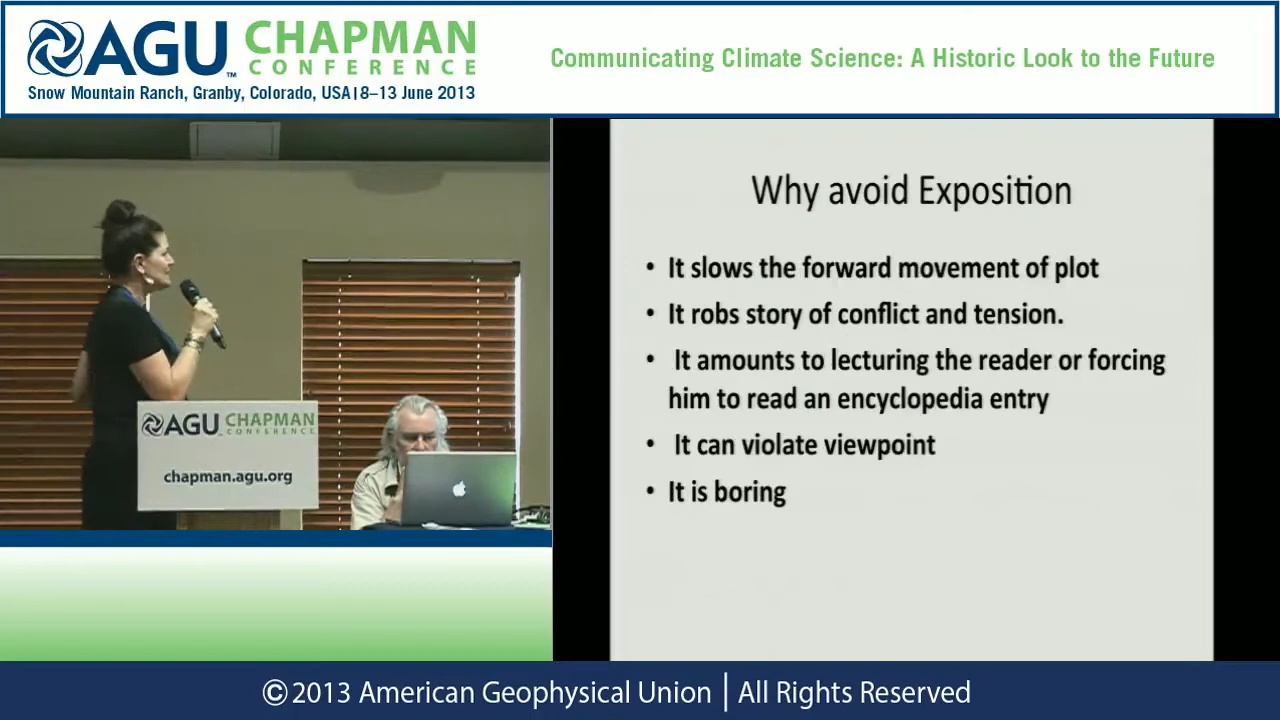 AGU CHAPMAN
CONFERENCE
Snow Mountain Ranch, Granby, Colorado, USA|8–13 June 2013
Communicating Climate Science: A Historic Look to the Future
AGU CHAPMAN
CONFERENCE
chapman.agu.org
Why avoid Exposition
• It slows the forward movement of plot
• It robs story of conflict and tension.
• It amounts to lecturing the reader or forcing
him to read an encyclopedia entry
• It can violate viewpoint
• It is boring
©2013 American Geophysical Union | All Rights Reserved